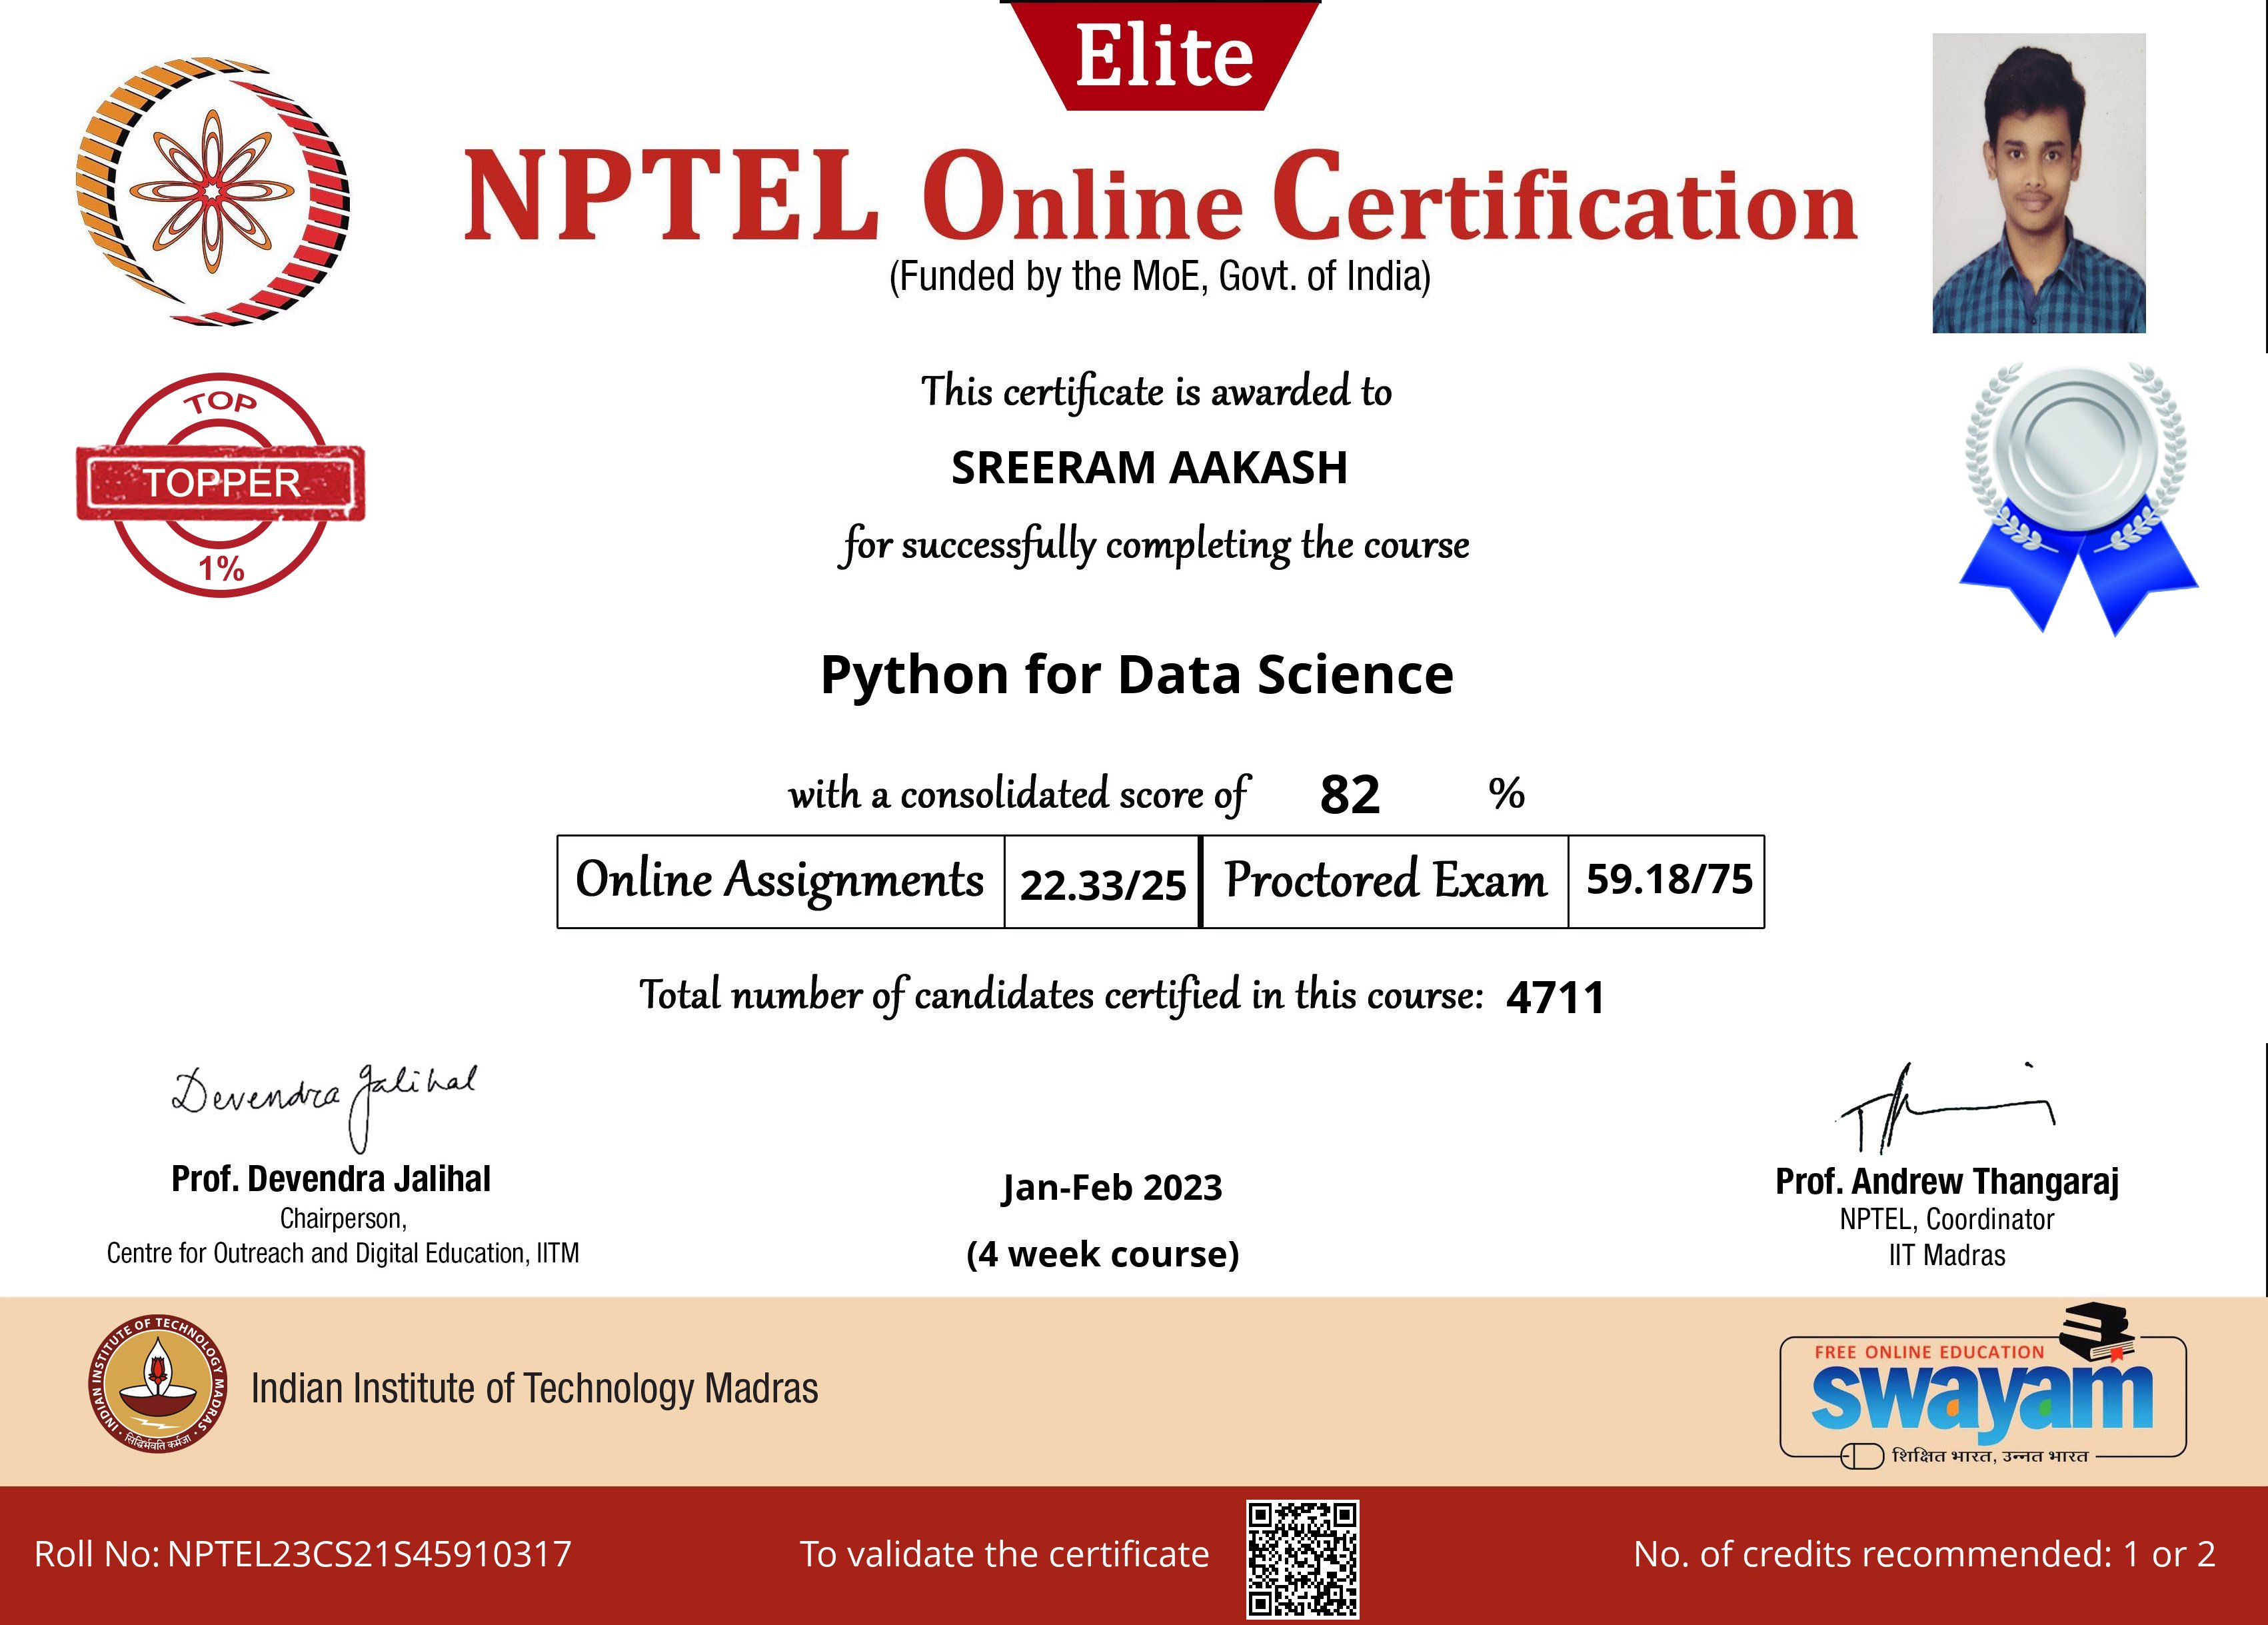 Elite
NPTEL Online Certification
(Funded by the MoE, Govt. of India)
TOP
TOPPER
1%
This certificate is awarded to
SREERAM AAKASH
for successfully completing the course
Python for Data Science
with a consolidated score of 82 %
Online Assignments 22.33/25 Proctored Exam 59.18/75
Total number of candidates certified in this course: 4711
Devendra Jalihal
Prof. Devendra Jalihal
Chairperson,
Centre for Outreach and Digital Education, IITM
Jan-Feb 2023
(4 week course)
Prof. Andrew Thangaraj
NPTEL, Coordinator
IIT Madras
INDIAN INSTITUTE OF TECHNOLOGY MADRAS
सिद्धिर्भवति कर्मजा
Indian Institute of Technology Madras
FREE ONLINE EDUCATION
swayam
शिक्षित भारत, उन्नत भारत
Roll No: NPTEL23CS21S45910317
To validate the certificate
No. of credits recommended: 1 or 2